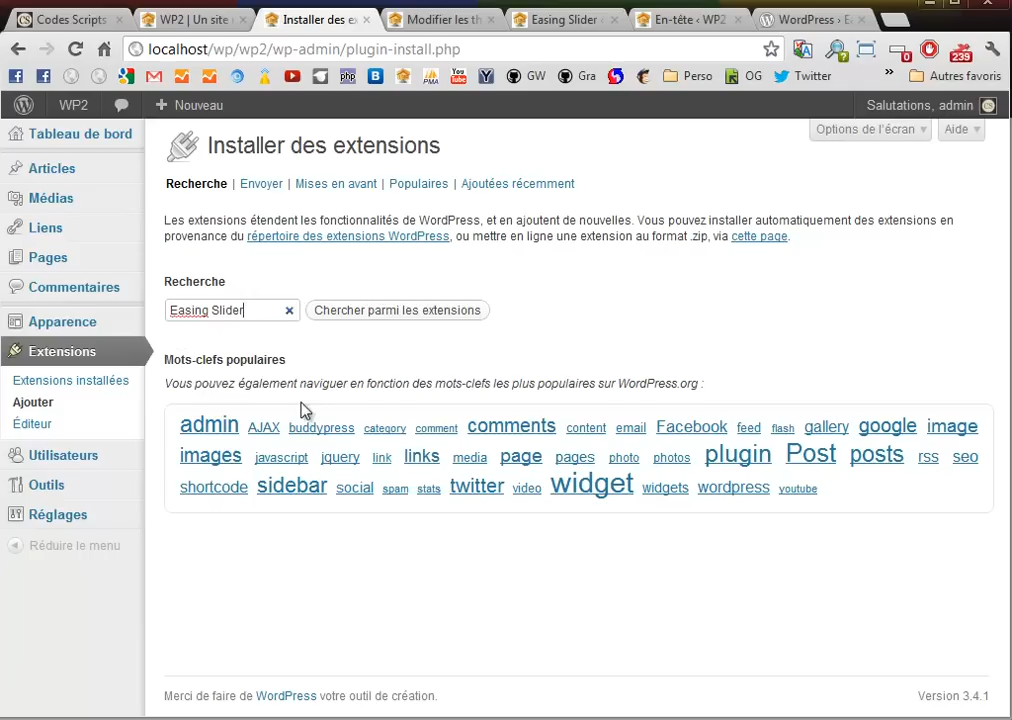 Codes Scripts
WP2 | Un site
Installer des e
Modifier les th
Easing Slider
En-tête ‹ WP2
WordPress › E
localhost/wp/wp2/wp-admin/plugin-install.php
GW
Gra
Perso
OG
Twitter
»
Autres favoris
WP2
+ Nouveau
Salutations, admin
Tableau de bord
Articles
Médias
Liens
Pages
Commentaires
Apparence
Extensions
Extensions installées
Ajouter
Éditeur
Utilisateurs
Outils
Réglages
Réduire le menu
Options de l'écran
Aide
Installer des extensions
Recherche | Envoyer | Mises en avant | Populaires | Ajoutées récemment
Les extensions étendent les fonctionnalités de WordPress, et en ajoutent de nouvelles. Vous pouvez installer automatiquement des extensions en
provenance du répertoire des extensions WordPress, ou mettre en ligne une extension au format .zip, via cette page.
Recherche
Easing Slider
Chercher parmi les extensions
Mots-clefs populaires
Vous pouvez également naviguer en fonction des mots-clefs les plus populaires sur WordPress.org :
admin AJAX buddypress category comment comments content email Facebook feed flash gallery google image
images javascript jquery link links media page pages photo photos plugin Post posts rss seo
shortcode sidebar social spam stats twitter video widget widgets wordpress youtube
Merci de faire de WordPress votre outil de création.
Version 3.4.1